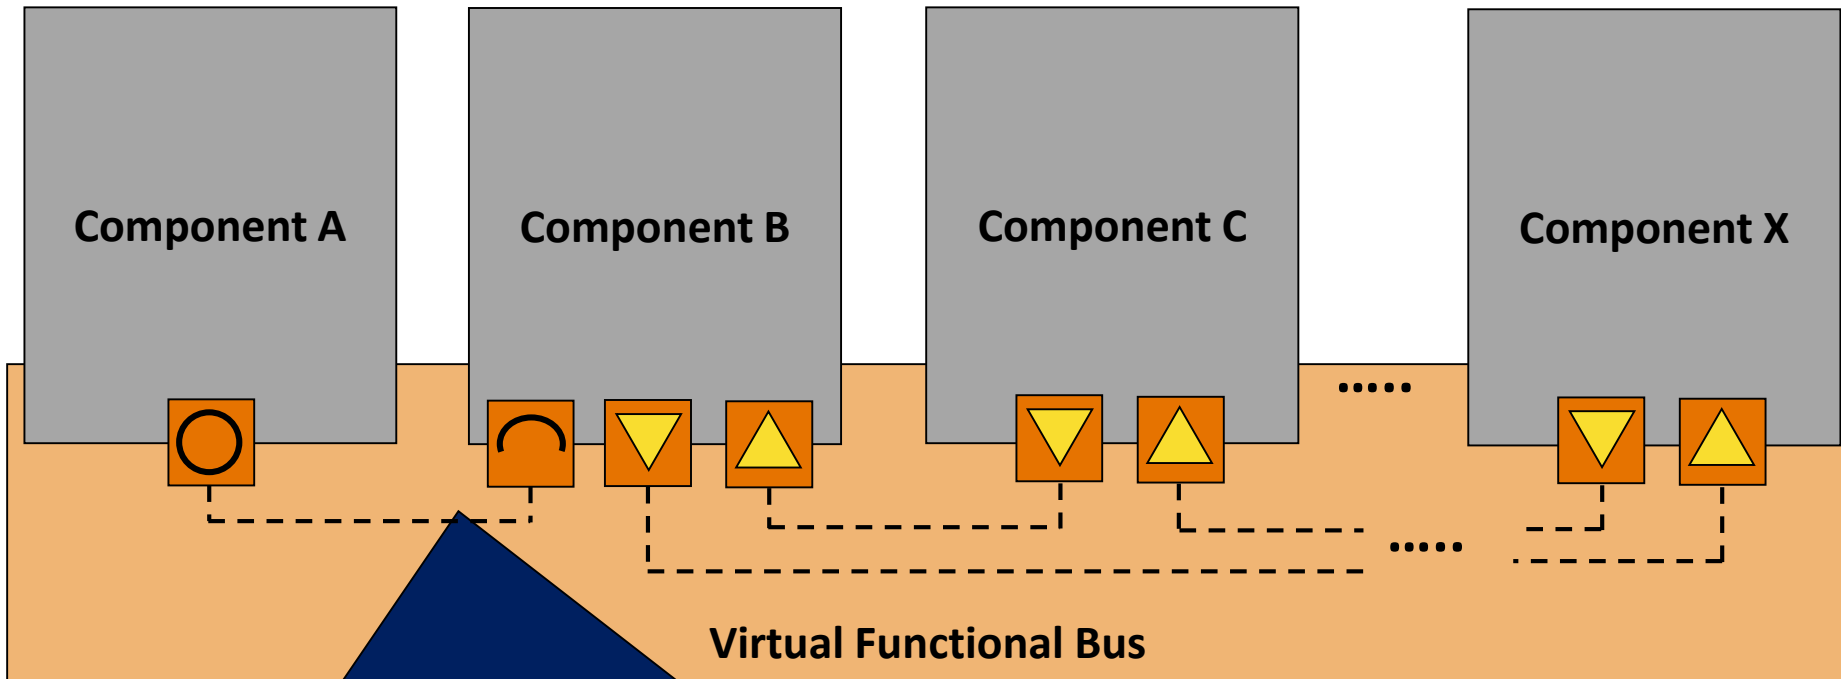 Component A
Component B
Component C
Component X
.....
.....
Virtual Functional Bus